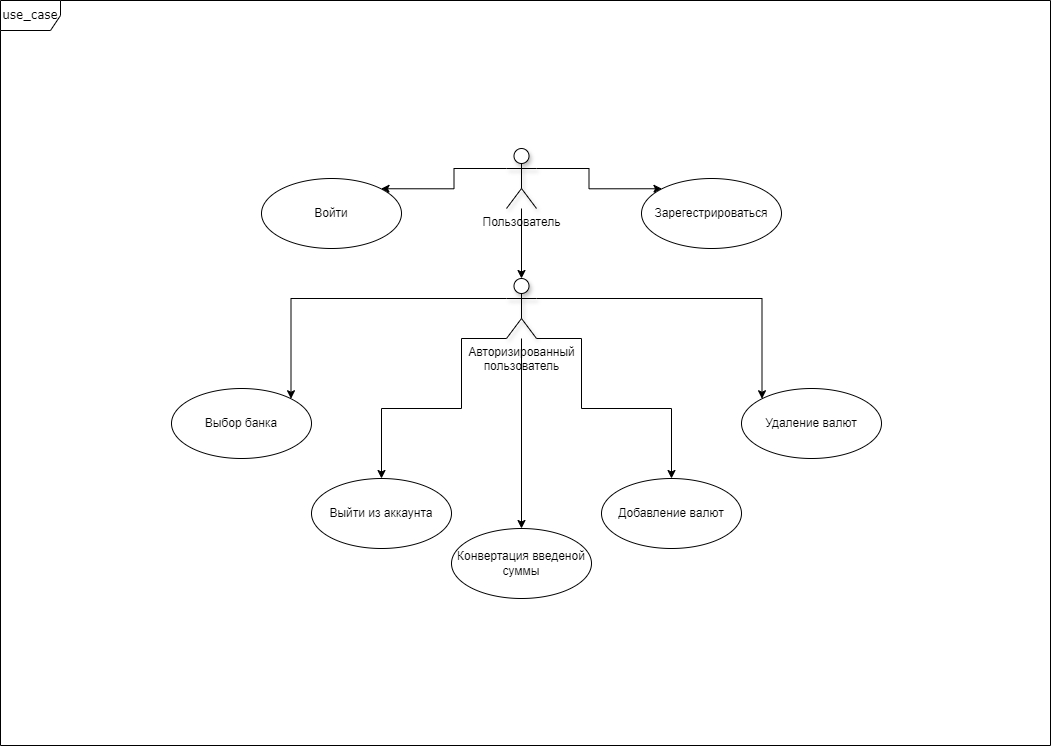 use_case
Войти
Зарегестрироваться
Пользователь
Авторизированный
пользователь
Выбор банка
Удаление валют
Выйти из аккаунта
Добавление валют
Конвертация введеной
суммы